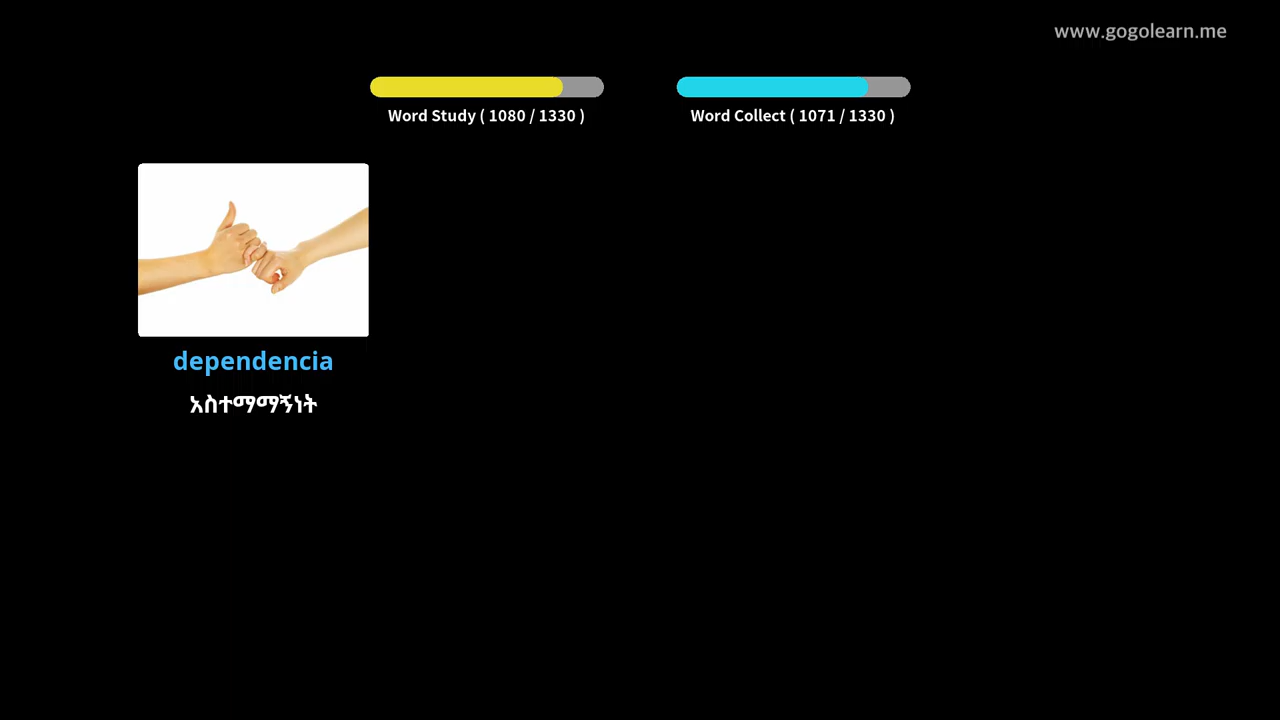 www.gogolearn.me
Word Study ( 1080 / 1330 )
Word Collect ( 1071 / 1330 )
dependencia
አስተማማኝነት